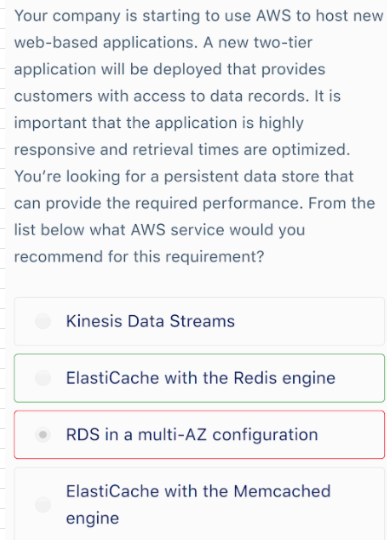 Your company is starting to use AWS to host new
web-based applications. A new two-tier
application will be deployed that provides
customers with access to data records. It is
important that the application is highly
responsive and retrieval times are optimized.
You’re looking for a persistent data store that
can provide the required performance. From the
list below what AWS service would you
recommend for this requirement?
Kinesis Data Streams
ElastiCache with the Redis engine
RDS in a multi-AZ configuration
ElastiCache with the Memcached
engine